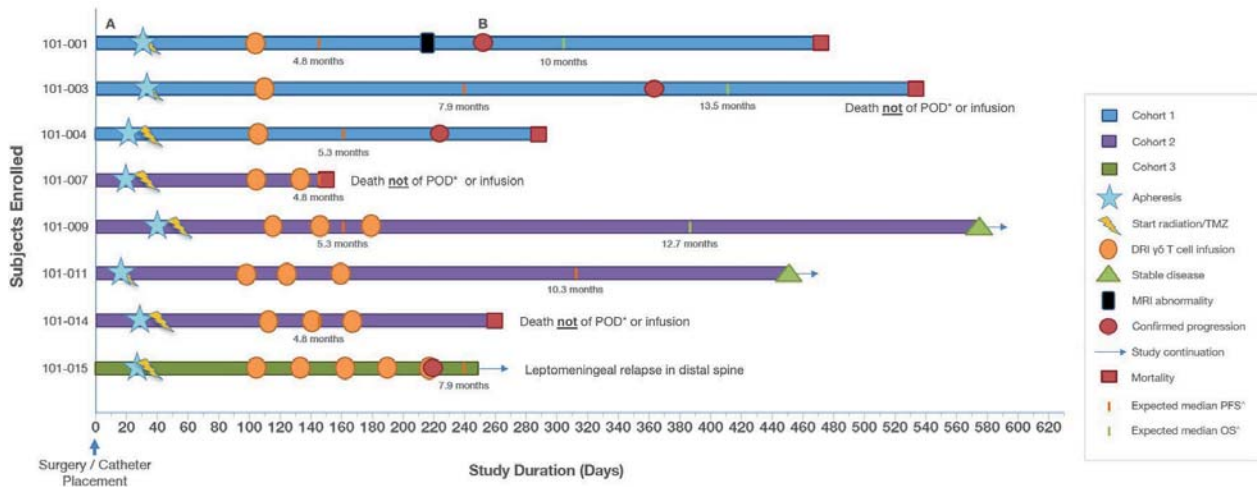 A B
101-001
4.8 months 10 months
101-003
7.9 months 13.5 months
Death not of POD* or infusion
101-004
5.3 months
101-007
Death not of POD* or infusion
4.8 months
101-009
5.3 months 12.7 months
101-011
10.3 months
101-014
Death not of POD* or infusion
4.8 months
101-015
Leptomeningeal relapse in distal spine
7.9 months
Subjects Enrolled
0 20 40 60 80 100 120 140 160 180 200 220 240 260 280 300 320 340 360 380 400 420 440 460 480 500 520 540 560 580 600 620
Surgery / Catheter
Placement
Study Duration (Days)
Cohort 1
Cohort 2
Cohort 3
Apheresis
Start radiation/TMZ
DRI γδ T cell infusion
Stable disease
MRI abnormality
Confirmed progression
Study continuation
Mortality
Expected median PFS^
Expected median OS^